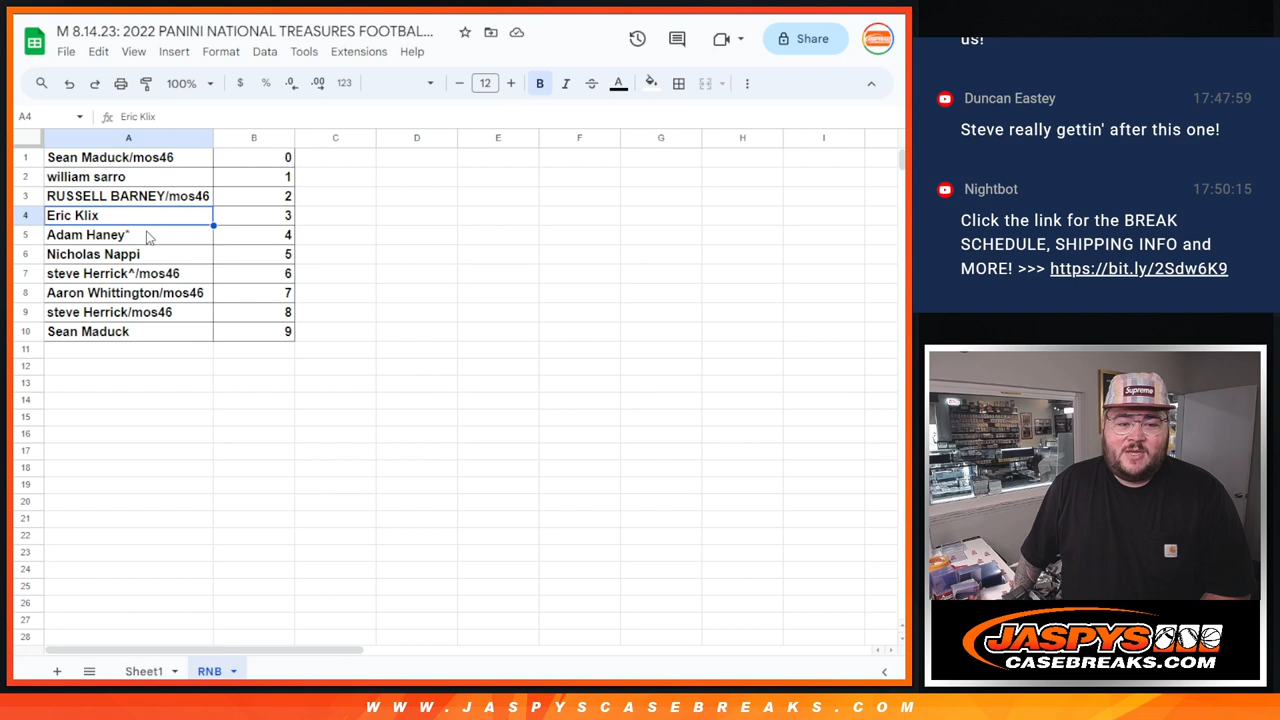 M 8.14.23: 2022 PANINI NATIONAL TREASURES FOOTBAL...
File Edit View Insert Format Data Tools Extensions Help
Share
100% $ % .0 .00 123 12 B I S A
A4 fx Eric Klix
A B C D E F G H I
1 Sean Maduck/mos46 0
2 william sarro 1
3 RUSSELL BARNEY/mos46 2
4 Eric Klix 3
5 Adam Haney* 4
6 Nicholas Nappi 5
7 steve Herrick^/mos46 6
8 Aaron Whittington/mos46 7
9 steve Herrick/mos46 8
10 Sean Maduck 9
11
12
13
14
15
16
17
18
19
20
21
22
23
24
25
26
27
28
Sheet1 RNB
us!
Duncan Eastey 17:47:59
Steve really gettin' after this one!
Nightbot 17:50:15
Click the link for the BREAK
SCHEDULE, SHIPPING INFO and
MORE! >>> https://bit.ly/2Sdw6K9
Supreme
JASPYS
CASEBREAKS.COM
WWW.JASPYSCASEBREAKS.COM